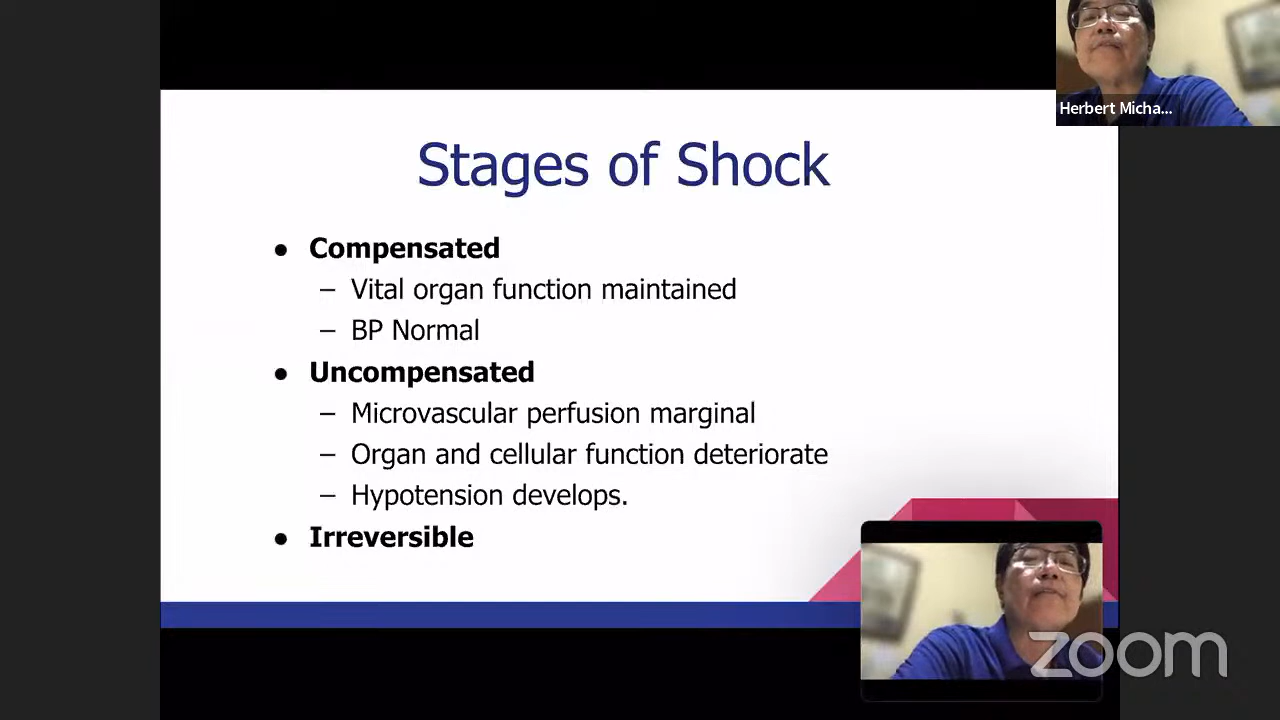 Herbert Micha...
Stages of Shock
● Compensated
– Vital organ function maintained
– BP Normal
● Uncompensated
– Microvascular perfusion marginal
– Organ and cellular function deteriorate
– Hypotension develops.
● Irreversible
zoom